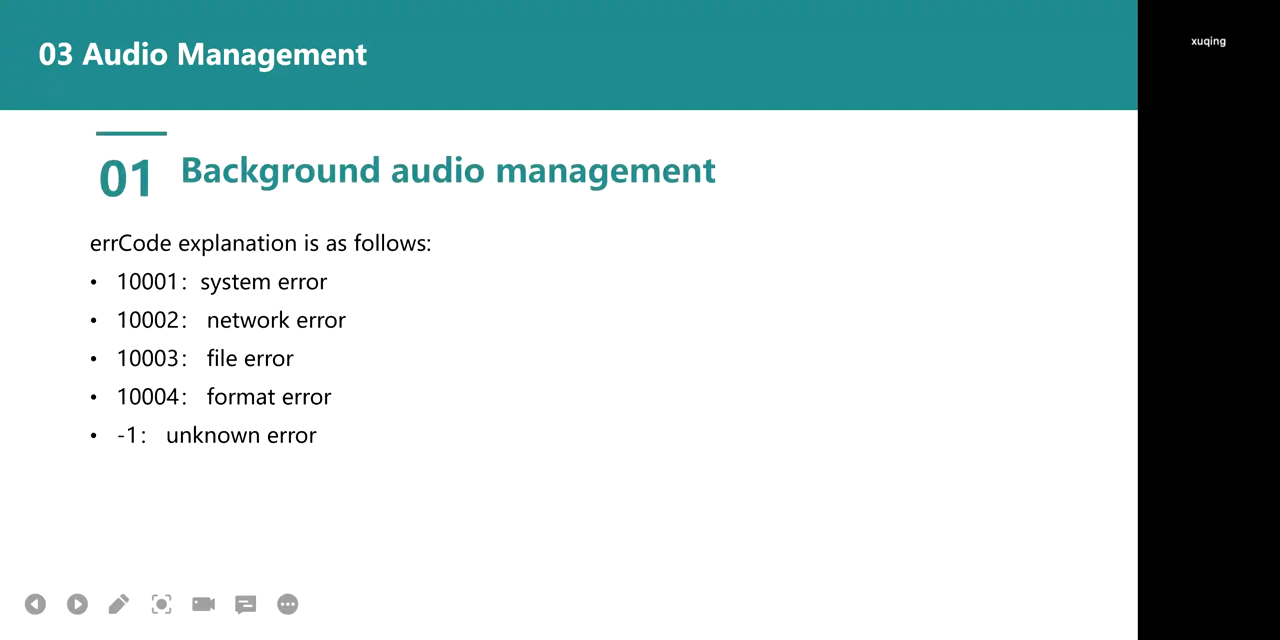 03 Audio Management
xuqing
01 Background audio management
errCode explanation is as follows:
• 10001：system error
• 10002： network error
• 10003： file error
• 10004： format error
• -1： unknown error